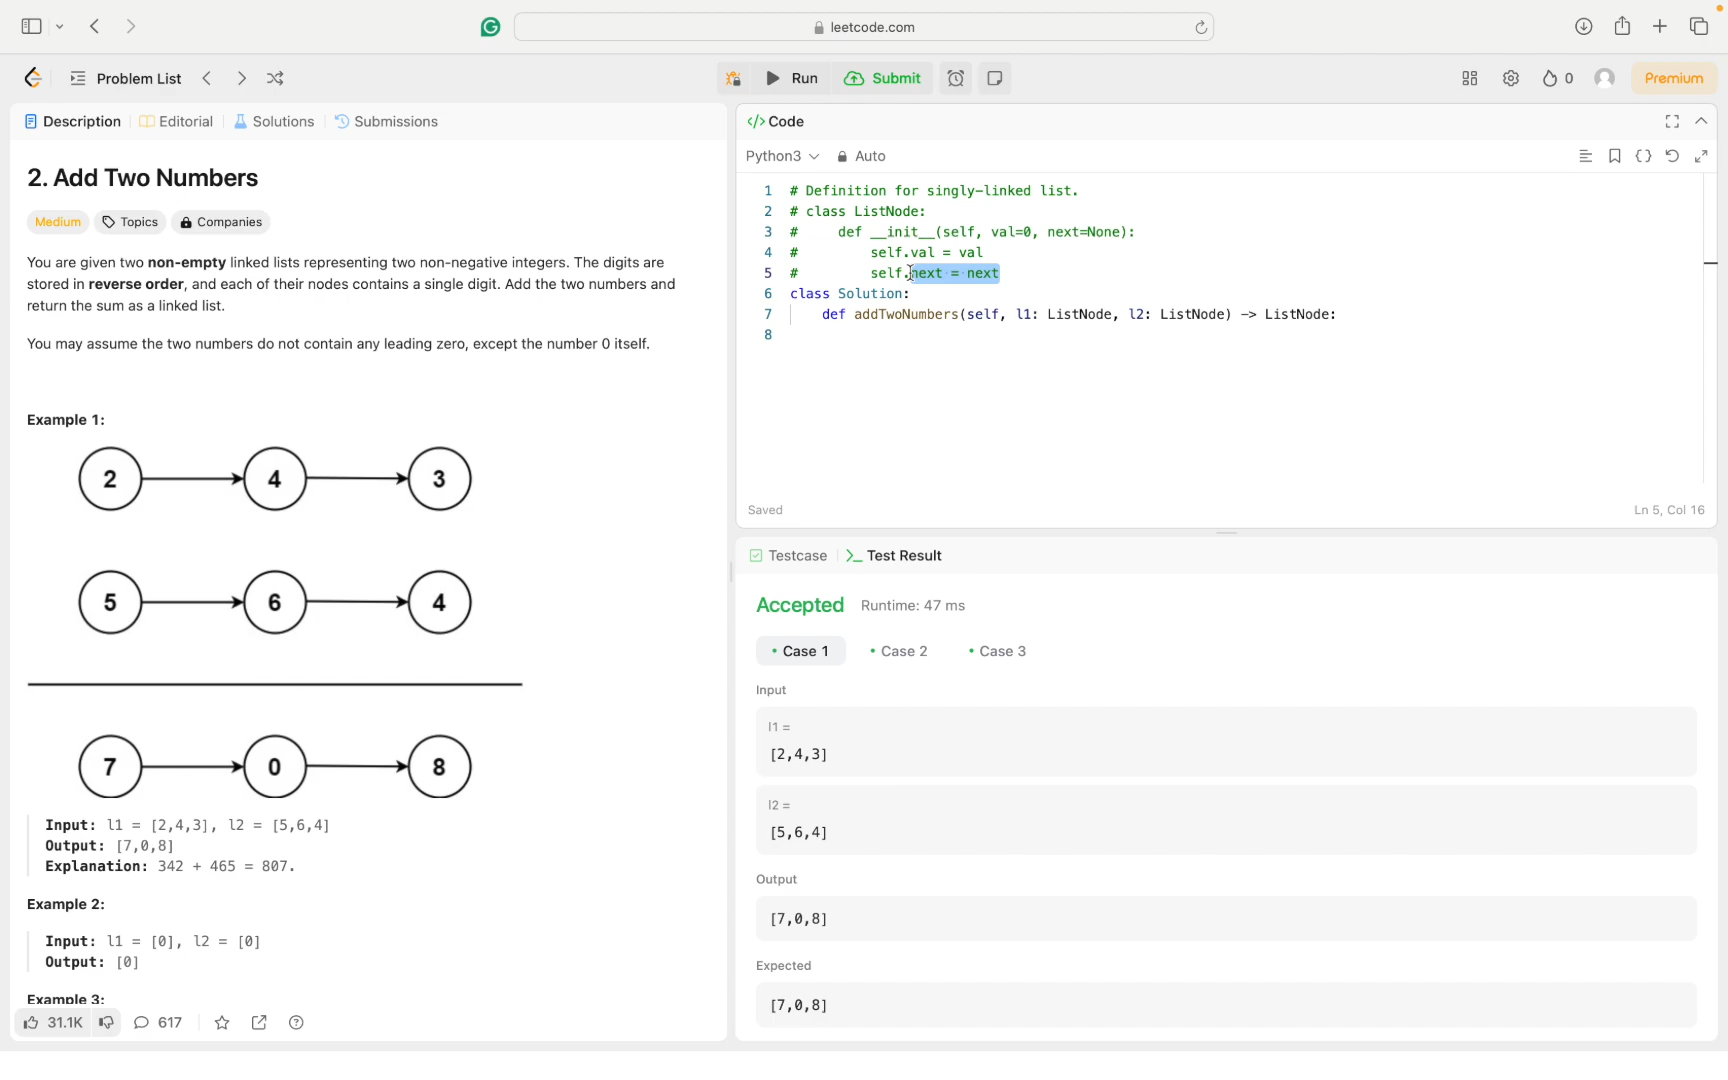 leetcode.com
Problem List
Run
Submit
0
Premium
Description
Editorial
Solutions
Submissions
2. Add Two Numbers
Medium
Topics
Companies
You are given two non-empty linked lists representing two non-negative integers. The digits are
stored in reverse order, and each of their nodes contains a single digit. Add the two numbers and
return the sum as a linked list.
You may assume the two numbers do not contain any leading zero, except the number 0 itself.
Example 1:
2 4 3
5 6 4
7 0 8
Input: l1 = [2,4,3], l2 = [5,6,4]
Output: [7,0,8]
Explanation: 342 + 465 = 807.
Example 2:
Input: l1 = [0], l2 = [0]
Output: [0]
Example 3:
31.1K
617
</> Code
Python3
Auto
1 # Definition for singly-linked list.
2 # class ListNode:
3 #     def __init__(self, val=0, next=None):
4 #         self.val = val
5 #         self.next = next
6 class Solution:
7     def addTwoNumbers(self, l1: ListNode, l2: ListNode) -> ListNode:
8
Saved
Ln 5, Col 16
Testcase
>_ Test Result
Accepted
Runtime: 47 ms
• Case 1
• Case 2
• Case 3
Input
l1 =
[2,4,3]
l2 =
[5,6,4]
Output
[7,0,8]
Expected
[7,0,8]